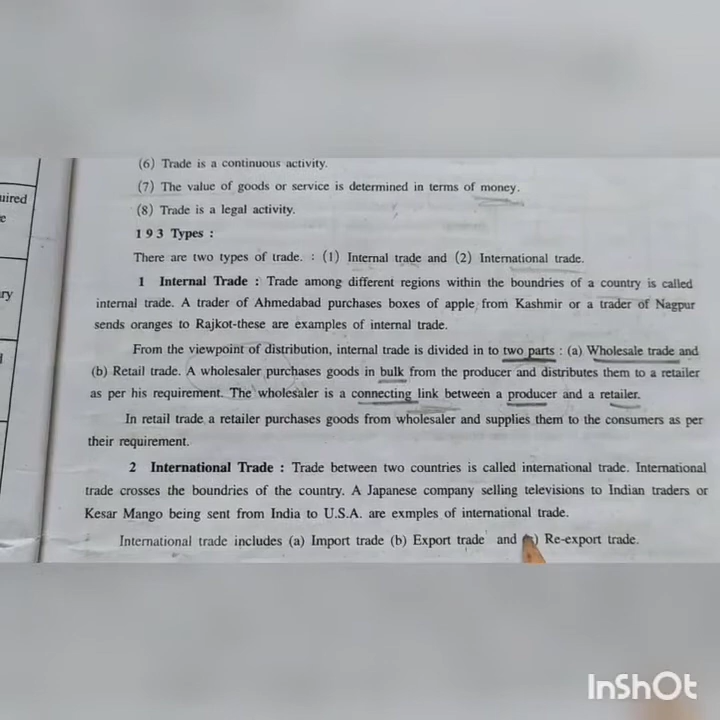 (6) Trade is a continuous activity.
uired
(7) The value of goods or service is determined in terms of money.
e
(8) Trade is a legal activity.
1 9 3 Types :
There are two types of trade. : (1) Internal trade and (2) International trade.
1 Internal Trade : Trade among different regions within the boundries of a country is called
ry
internal trade. A trader of Ahmedabad purchases boxes of apple from Kashmir or a trader of Nagpur
sends oranges to Rajkot-these are examples of internal trade.
From the viewpoint of distribution, internal trade is divided in to two parts : (a) Wholesale trade and
(b) Retail trade. A wholesaler purchases goods in bulk from the producer and distributes them to a retailer
as per his requirement. The wholesaler is a connecting link between a producer and a retailer.
In retail trade a retailer purchases goods from wholesaler and supplies them to the consumers as per
their requirement.
2 International Trade : Trade between two countries is called international trade. International
trade crosses the boundries of the country. A Japanese company selling televisions to Indian traders or
Kesar Mango being sent from India to U.S.A. are exmples of international trade.
International trade includes (a) Import trade (b) Export trade and Re-export trade.
InShOt